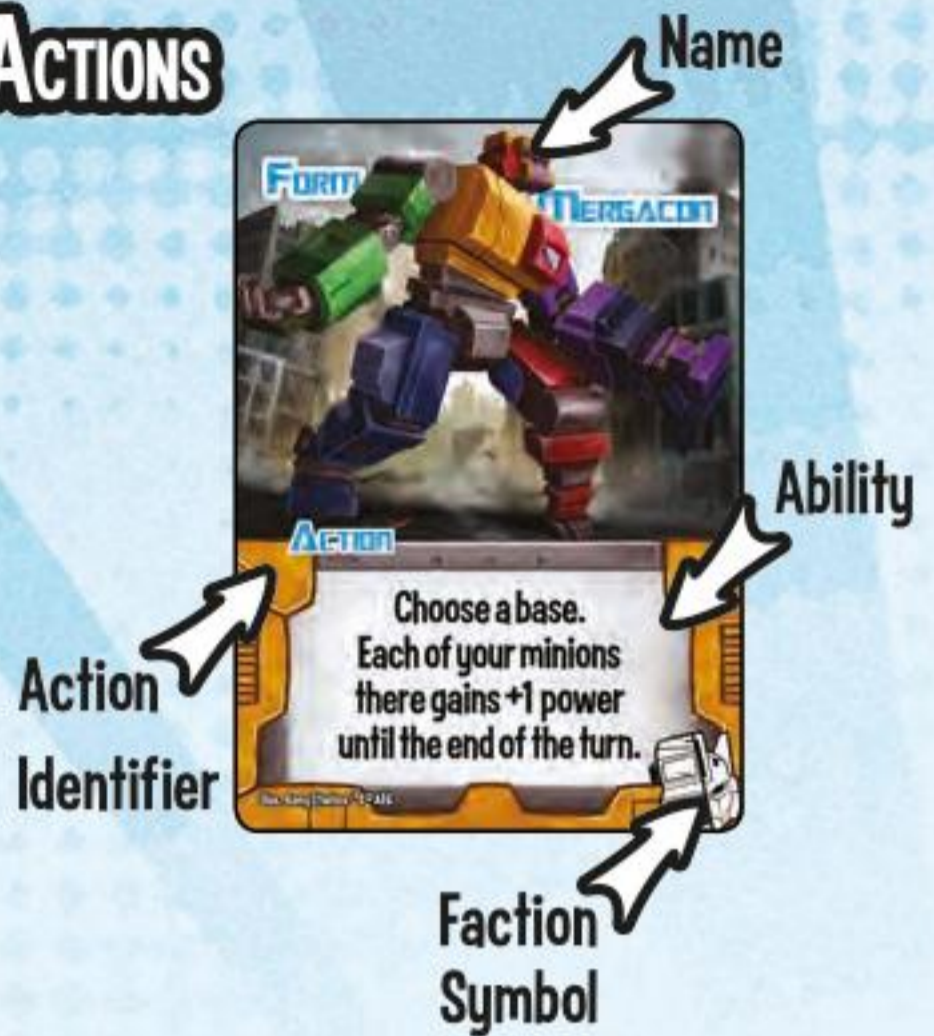 ACTIONS
Name
FORM MERGACON
Ability
ACTION
Choose a base.
Each of your minions
there gains +1 power
until the end of the turn.
Action
Identifier
Faction
Symbol